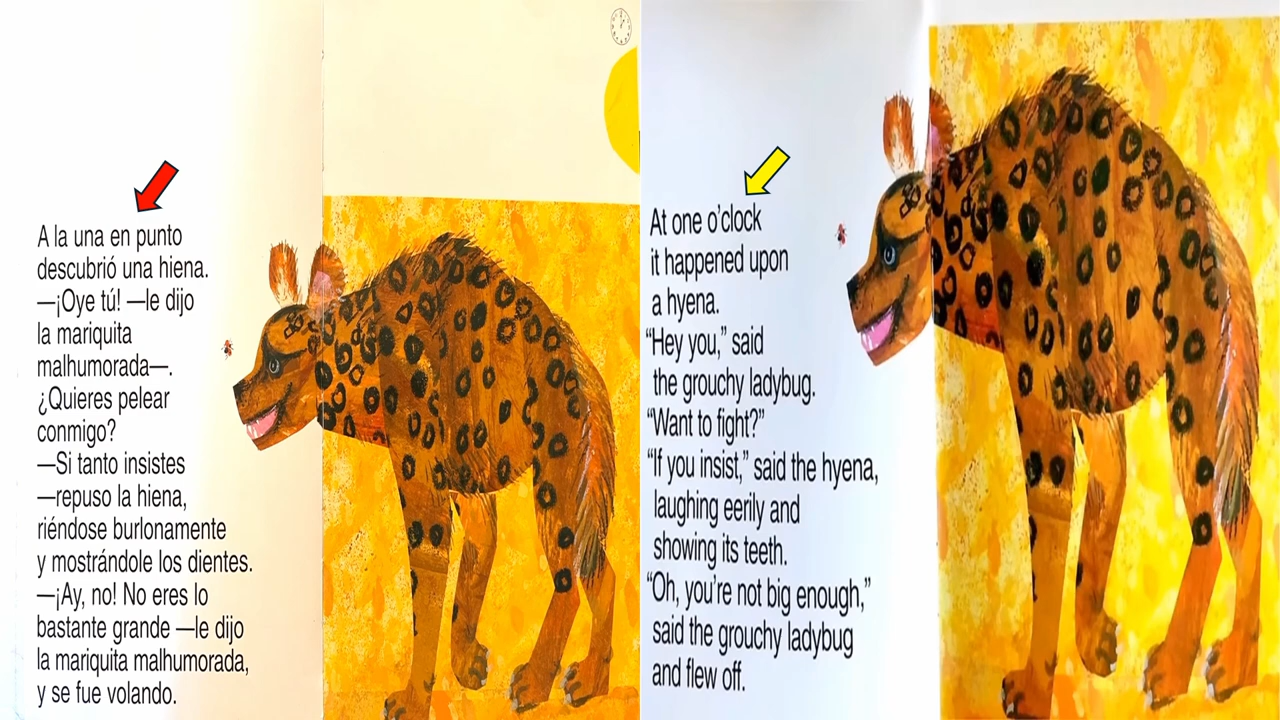 A la una en punto
descubrió una hiena.
—¡Oye tú! —le dijo
la mariquita
malhumorada—.
¿Quieres pelear
conmigo?
—Si tanto insistes
—repuso la hiena,
riéndose burlonamente
y mostrándole los dientes.
—¡Ay, no! No eres lo
bastante grande —le dijo
la mariquita malhumorada,
y se fue volando.
At one o'clock
it happened upon
a hyena.
“Hey you,” said
the grouchy ladybug.
“Want to fight?”
“If you insist,” said the hyena,
laughing eerily and
showing its teeth.
“Oh, you're not big enough,”
said the grouchy ladybug
and flew off.